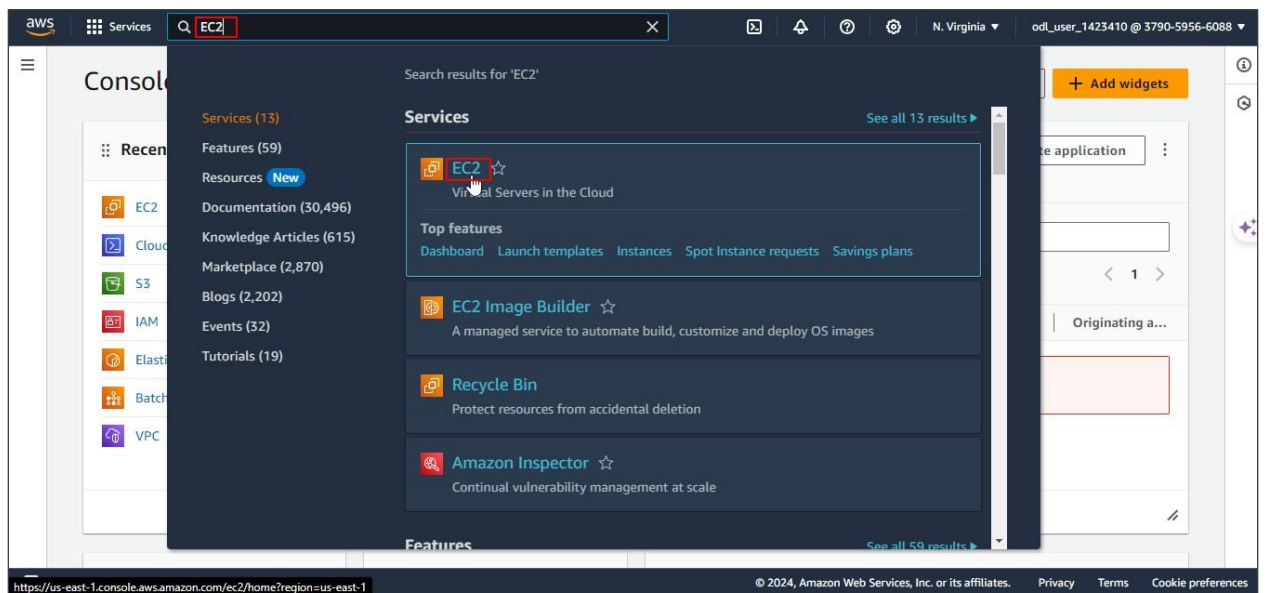 aws
Services
EC2
N. Virginia
odl_user_1423410 @ 3790-5956-6088
Search results for 'EC2'
+ Add widgets
Services (13)
Features (59)
Resources New
Documentation (30,496)
Knowledge Articles (615)
Marketplace (2,870)
Blogs (2,202)
Events (32)
Tutorials (19)
Services
See all 13 results
EC2
Servers in the Cloud
Top features
Dashboard Launch templates Instances Spot Instance requests Savings plans
EC2 Image Builder
A managed service to automate build, customize and deploy OS images
Recycle Bin
Protect resources from accidental deletion
Amazon Inspector
Continual vulnerability management at scale
Features
See all 59 results
EC2
S3
IAM
Batch
VPC
application
< 1 >
Originating a...
https://us-east-1.console.aws.amazon.com/ec2/home?region=us-east-1
© 2024, Amazon Web Services, Inc. or its affiliates.
Privacy Terms Cookie preferences